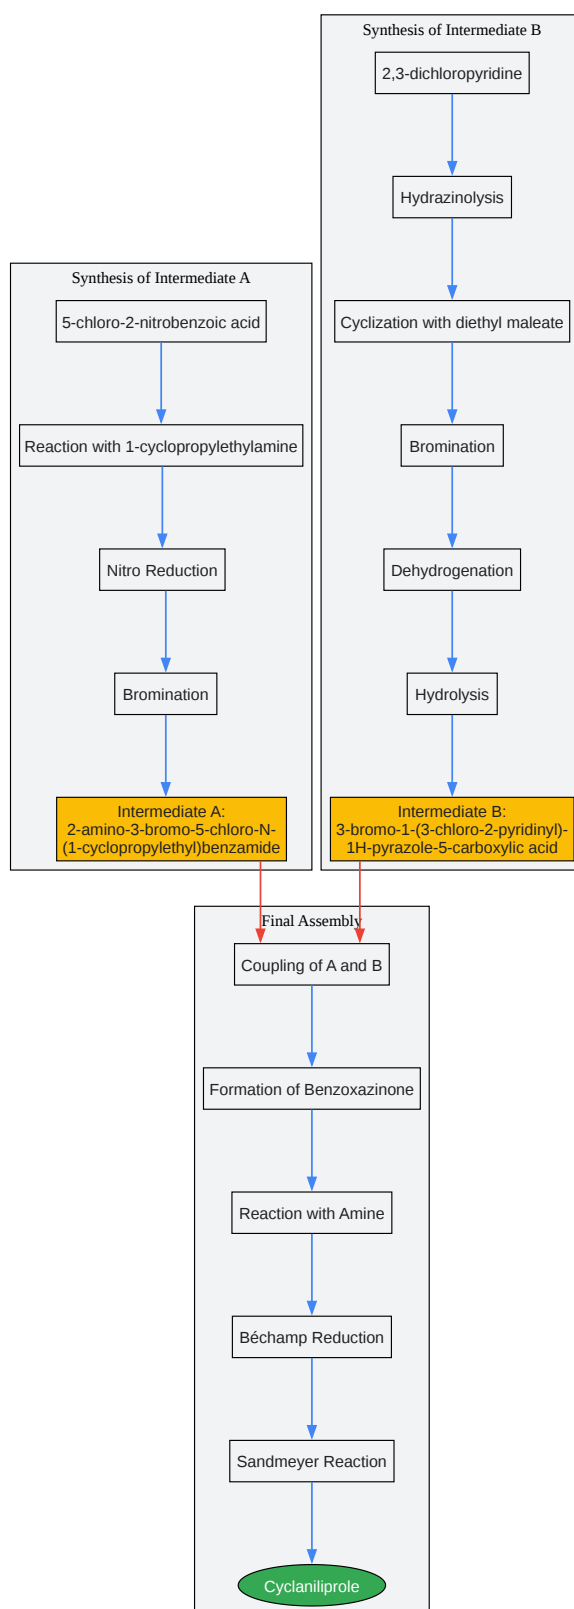 Synthesis of Intermediate B
2,3-dichloropyridine
Hydrazinolysis
Cyclization with diethyl maleate
Bromination
Dehydrogenation
Hydrolysis
Intermediate B:
3-bromo-1-(3-chloro-2-pyridinyl)-
1H-pyrazole-5-carboxylic acid
Synthesis of Intermediate A
5-chloro-2-nitrobenzoic acid
Reaction with 1-cyclopropylethylamine
Nitro Reduction
Bromination
Intermediate A:
2-amino-3-bromo-5-chloro-N-
(1-cyclopropylethyl)benzamide
Final Assembly
Coupling of A and B
Formation of Benzoxazinone
Reaction with Amine
Béchamp Reduction
Sandmeyer Reaction
Cyclaniliprole